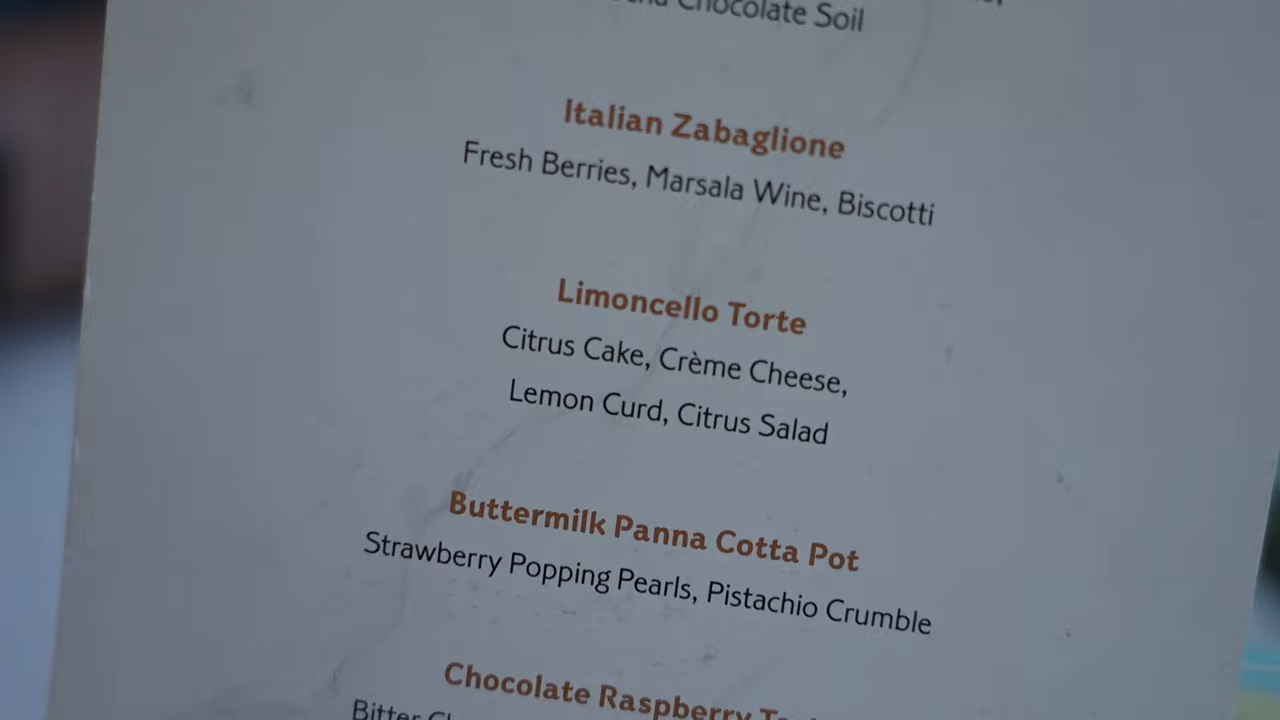 Chocolate Soil
Italian Zabaglione
Fresh Berries, Marsala Wine, Biscotti
Limoncello Torte
Citrus Cake, Crème Cheese,
Lemon Curd, Citrus Salad
Buttermilk Panna Cotta Pot
Strawberry Popping Pearls, Pistachio Crumble
Chocolate Raspberry
Bitter